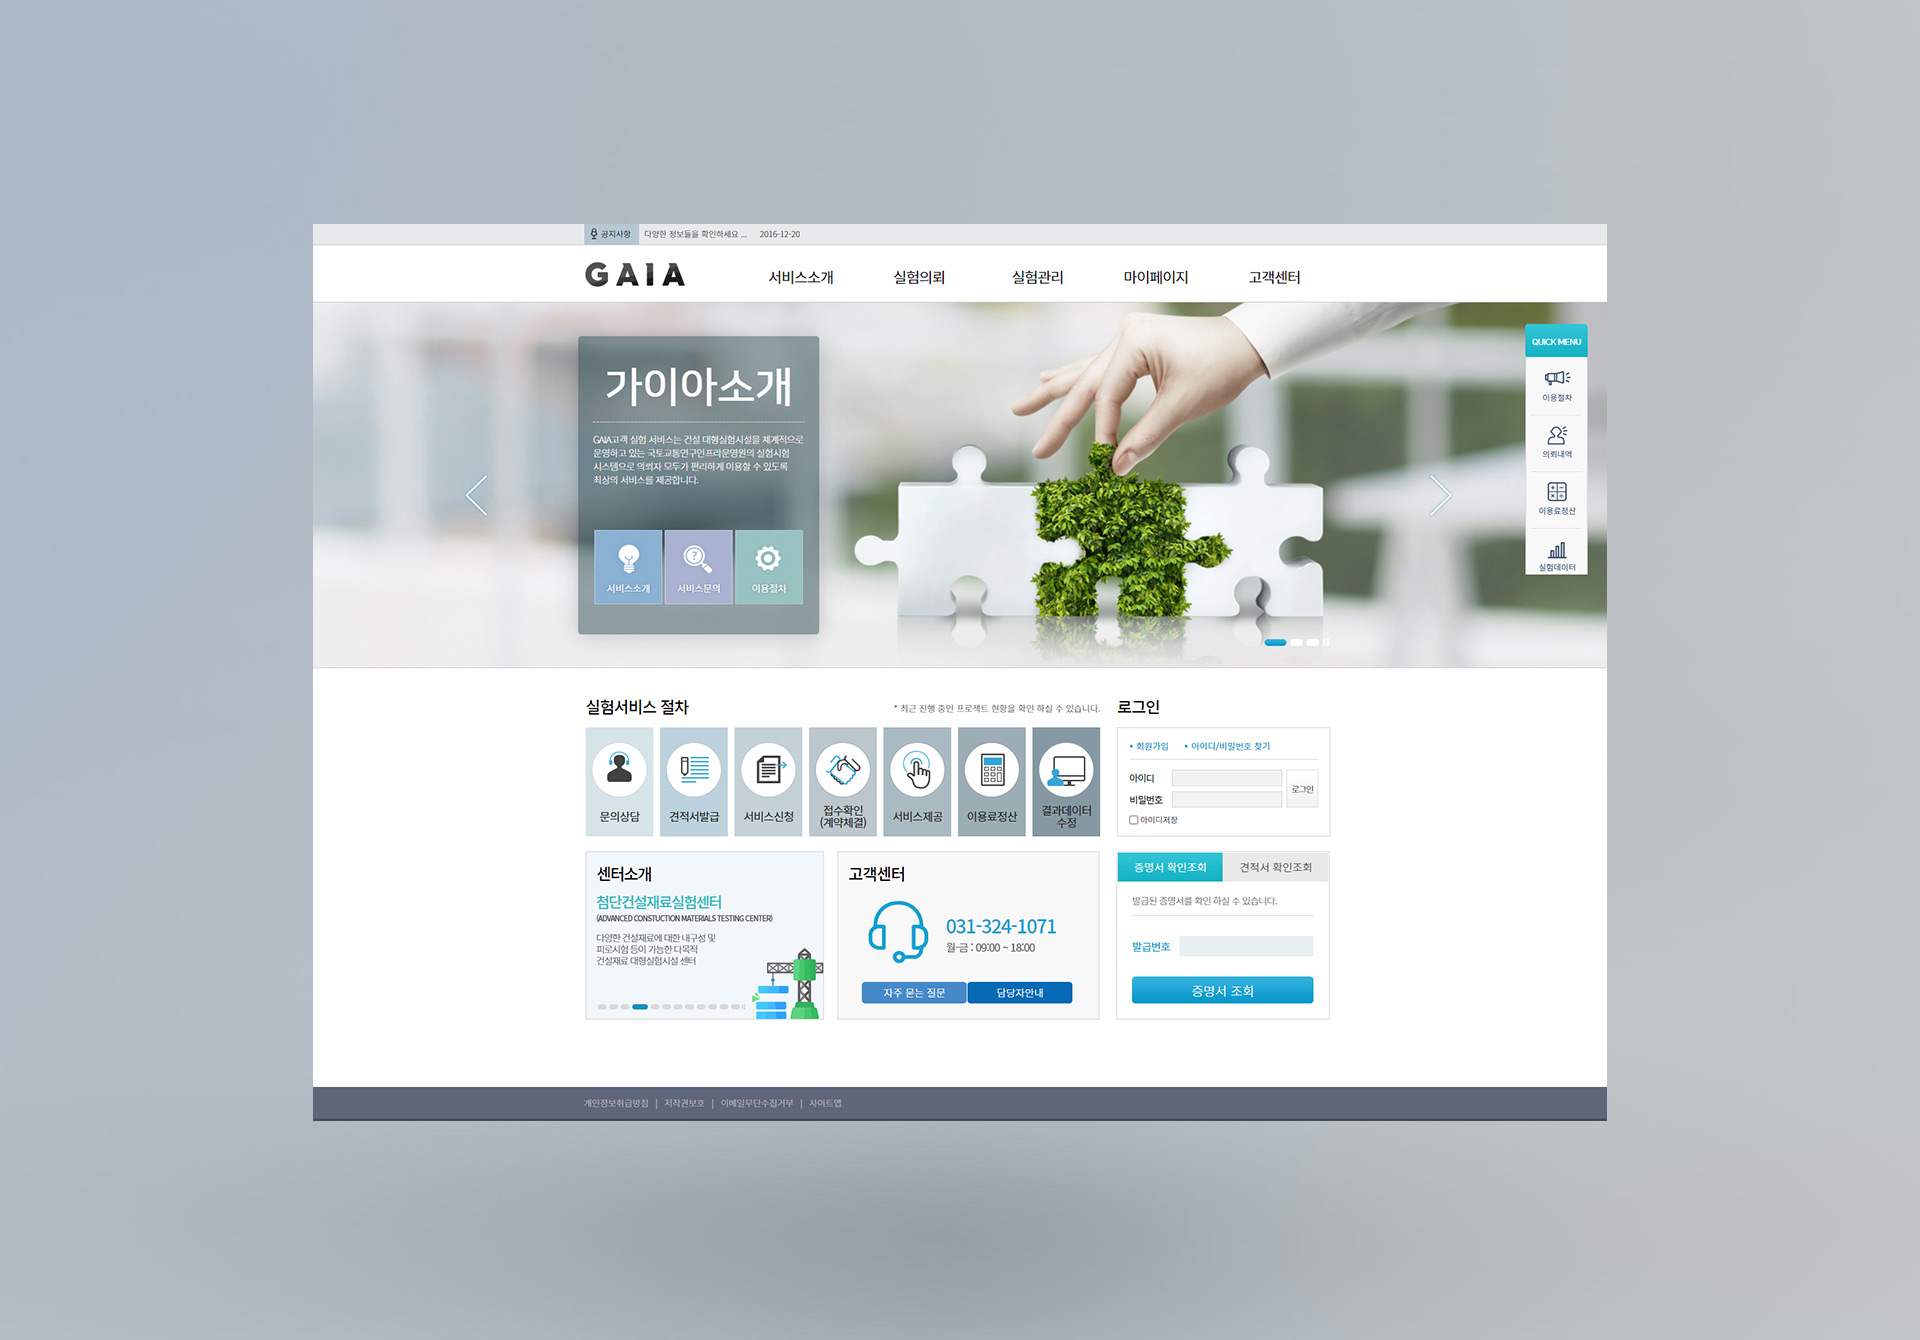 공지사항 다양한 정보들을 확인하세요 ... 2016-12-20
GAIA 서비스소개 실험의뢰 실험관리 마이페이지 고객센터
가이아소개
GAIA고객 실험 서비스는 건설 대형실험시설을 체계적으로
운영하고 있는 국토교통연구인프라운영원의 실험시험
시스템으로 의뢰자 모두가 편리하게 이용할 수 있도록
최상의 서비스를 제공합니다.
서비스소개 서비스문의 이용절차
QUICK MENU
이용절차
의뢰내역
이용료정산
실험데이터
실험서비스 절차 * 최근 진행 중인 프로젝트 현황을 확인 하실 수 있습니다.
문의상담
견적서발급
서비스신청
접수확인
(계약체결)
서비스제공
이용료정산
결과데이터
수정
로그인
• 회원가입 • 아이디/비밀번호 찾기
아이디
비밀번호
로그인
아이디저장
센터소개
첨단건설재료실험센터
(ADVANCED CONSTUCTION MATERIALS TESTING CENTER)
다양한 건설재료에 대한 내구성 및
피로시험 등이 가능한 다목적
건설재료 대형실험시설 센터
고객센터
031-324-1071
월-금 : 09:00 ~ 18:00
자주 묻는 질문 담당자안내
증명서 확인조회 견적서 확인조회
발급된 증명서를 확인 하실 수 있습니다.
발급번호
증명서 조회
개인정보취급방침 | 저작권보호 | 이메일무단수집거부 | 사이트맵